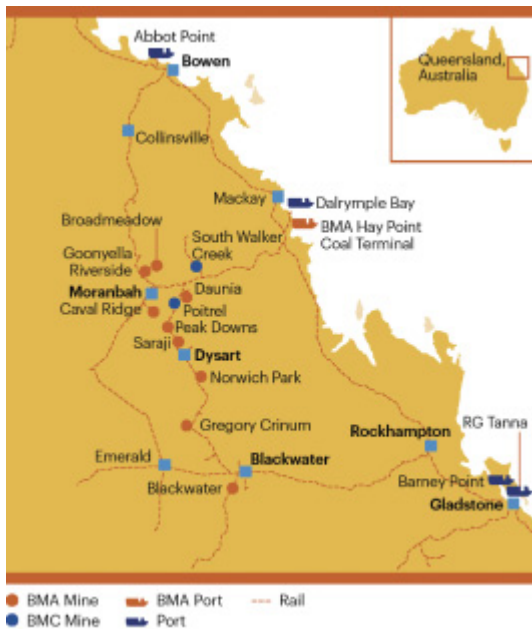 Abbot Point
Bowen
Queensland,
Australia
Collinsville
Mackay
Dalrymple Bay
BMA Hay Point
Coal Terminal
Broadmeadow
South Walker
Creek
Goonyella
Riverside
Moranbah
Daunia
Caval Ridge
Poitrel
Peak Downs
Saraji
Dysart
Norwich Park
Gregory Crinum
RG Tanna
Rockhampton
Emerald
Blackwater
Barney Point
Blackwater
Gladstone
BMA Mine
BMA Port
Rail
BMC Mine
Port